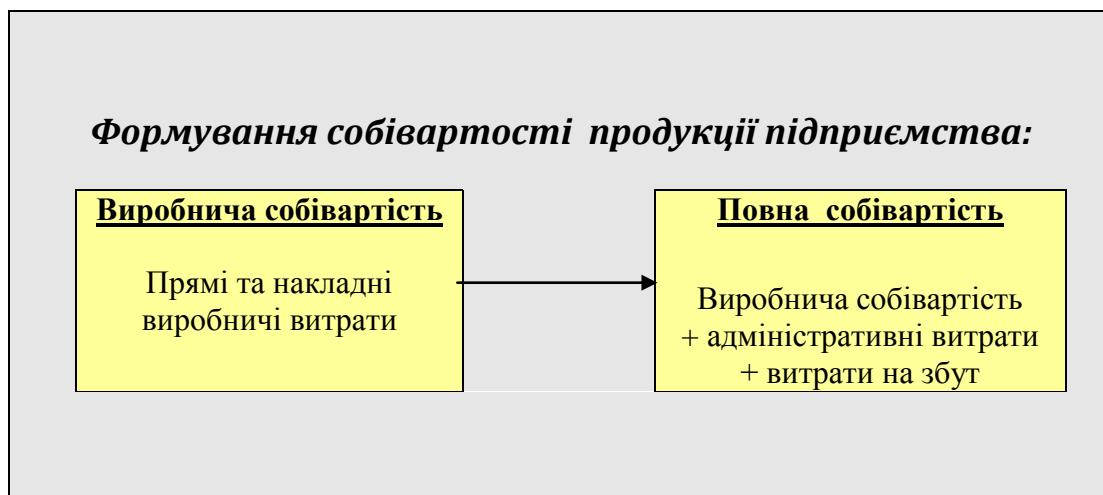 Формування собівартості продукції підприємства:
Виробнича собівартість
Прямі та накладні
виробничі витрати
Повна собівартість
Виробнича собівартість
+ адміністративні витрати
+ витрати на збут